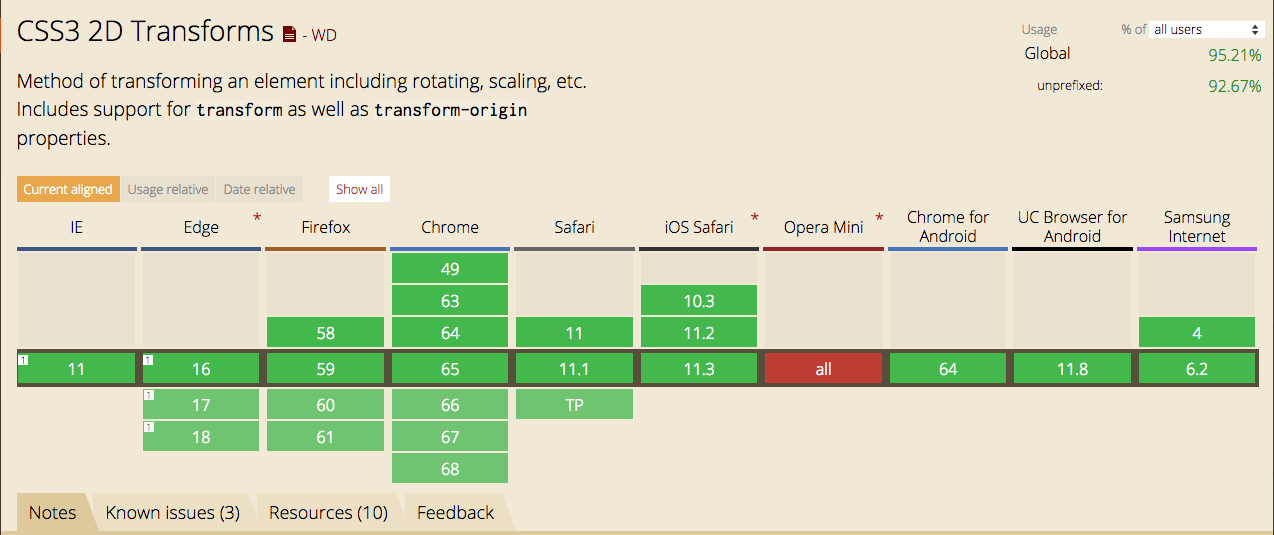 CSS3 2D Transforms - WD
Usage % of all users
Global 95.21%
unprefixed: 92.67%
Method of transforming an element including rotating, scaling, etc.
Includes support for transform as well as transform-origin
properties.
Current aligned Usage relative Date relative Show all
IE Edge * Firefox Chrome Safari iOS Safari * Opera Mini * Chrome for Android UC Browser for Android Samsung Internet
49
63 10.3
58 64 11 11.2 4
1 11 1 16 59 65 11.1 11.3 all 64 11.8 6.2
1 17 60 66 TP
1 18 61 67
68
Notes Known issues (3) Resources (10) Feedback